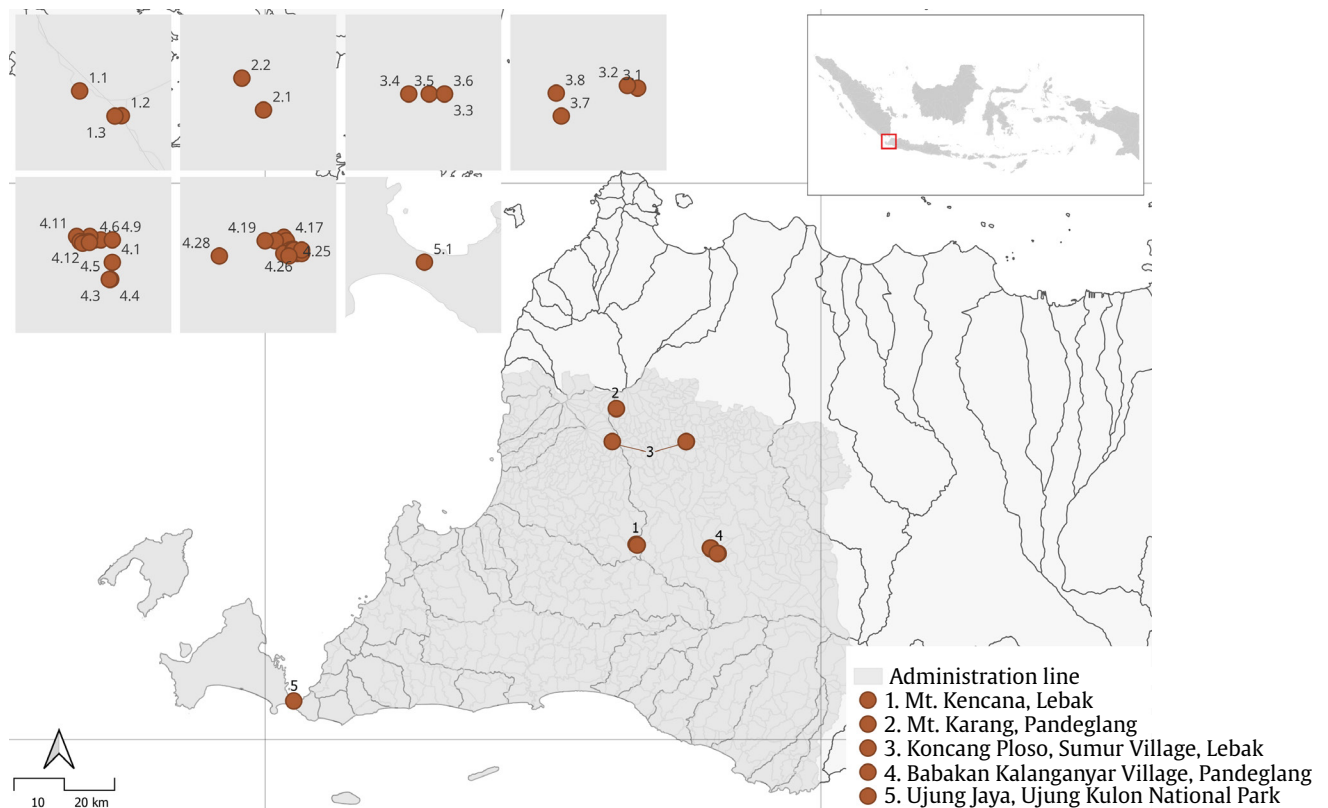 1.1
1.2
1.3
2.2
2.1
3.4 3.5 3.6
3.3
3.8
3.2 3.1
3.7
4.11 4.6 4.9
4.12 4.1
4.5
4.3 4.4
4.19 4.17
4.28 4.25
4.26
5.1
2
3
1
4
5
10 20 km
Administration line
1. Mt. Kencana, Lebak
2. Mt. Karang, Pandeglang
3. Koncang Ploso, Sumur Village, Lebak
4. Babakan Kalanganyar Village, Pandeglang
5. Ujung Jaya, Ujung Kulon National Park